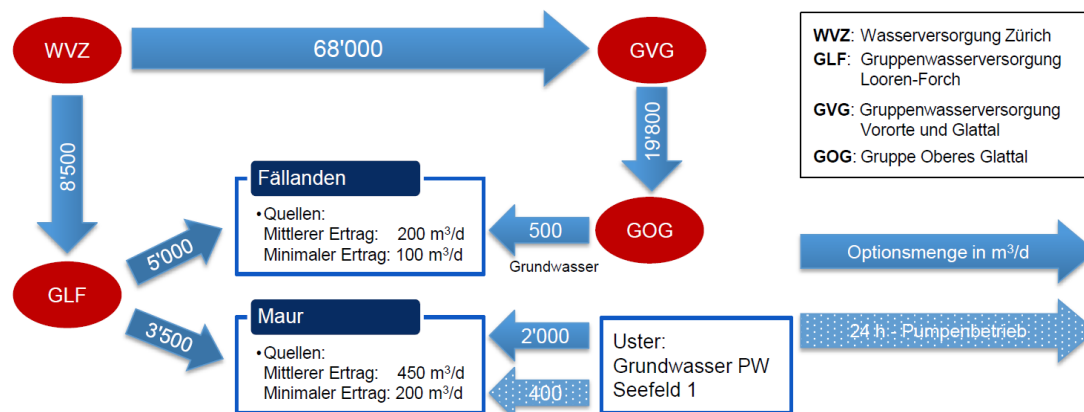 WVZ
68'000
GVG
WVZ: Wasserversorgung Zürich
GLF: Gruppenwasserversorgung
Looren-Forch
GVG: Gruppenwasserversorgung
Vororte und Glattal
GOG: Gruppe Oberes Glattal
8'500
19'800
Fällanden
•Quellen:
Mittlerer Ertrag: 200 m³/d
Minimaler Ertrag: 100 m³/d
5'000
500
Grundwasser
GOG
Optionsmenge in m³/d
GLF
3'500
Maur
•Quellen:
Mittlerer Ertrag: 450 m³/d
Minimaler Ertrag: 200 m³/d
2'000
400
Uster:
Grundwasser PW
Seefeld 1
24 h - Pumpenbetrieb